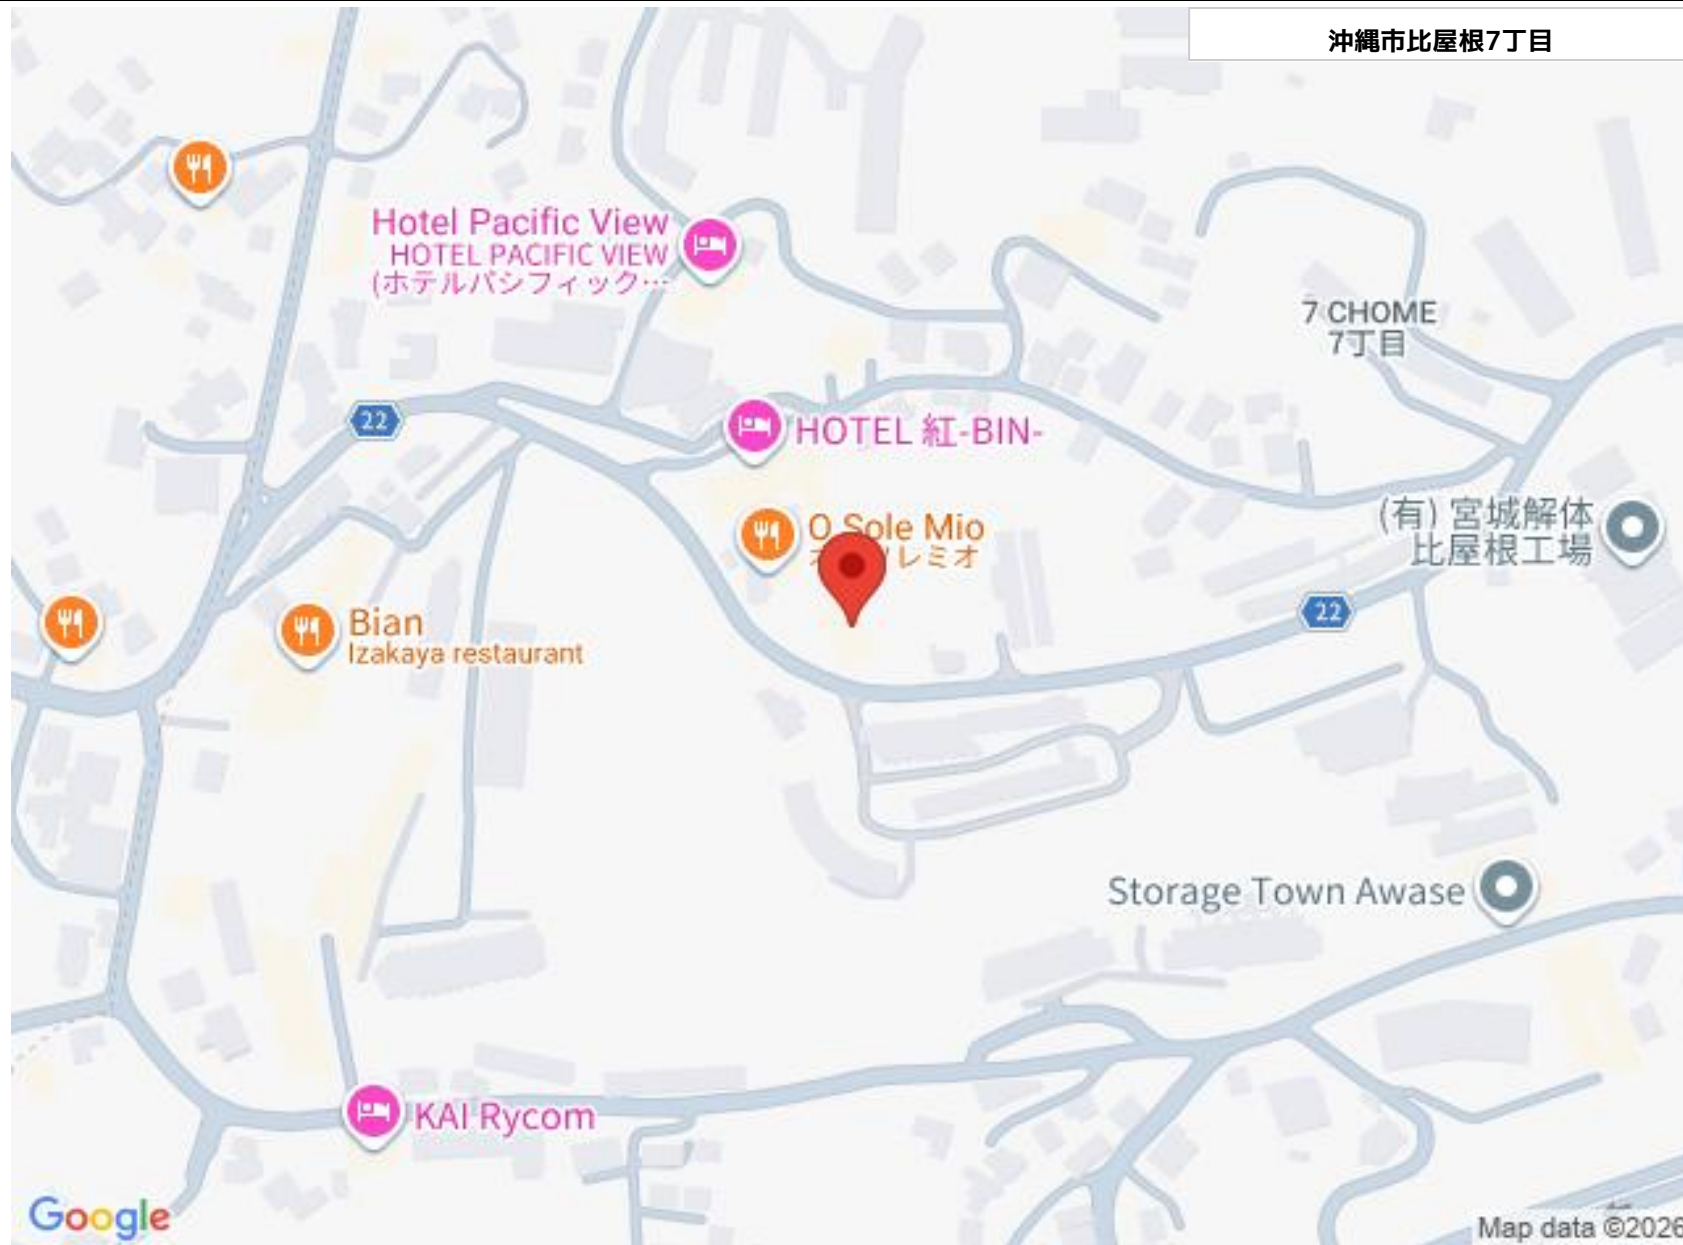 沖縄市比屋根7丁目
Hotel Pacific View
HOTEL PACIFIC VIEW
(ホテルパシフィック…
7 CHOME
7丁目
22
HOTEL 紅-BIN-
O Sole Mio
レミオ
(有) 宮城解体
比屋根工場
22
Bian
Izakaya restaurant
Storage Town Awase
KAI Rycom
Google
Map data ©2026